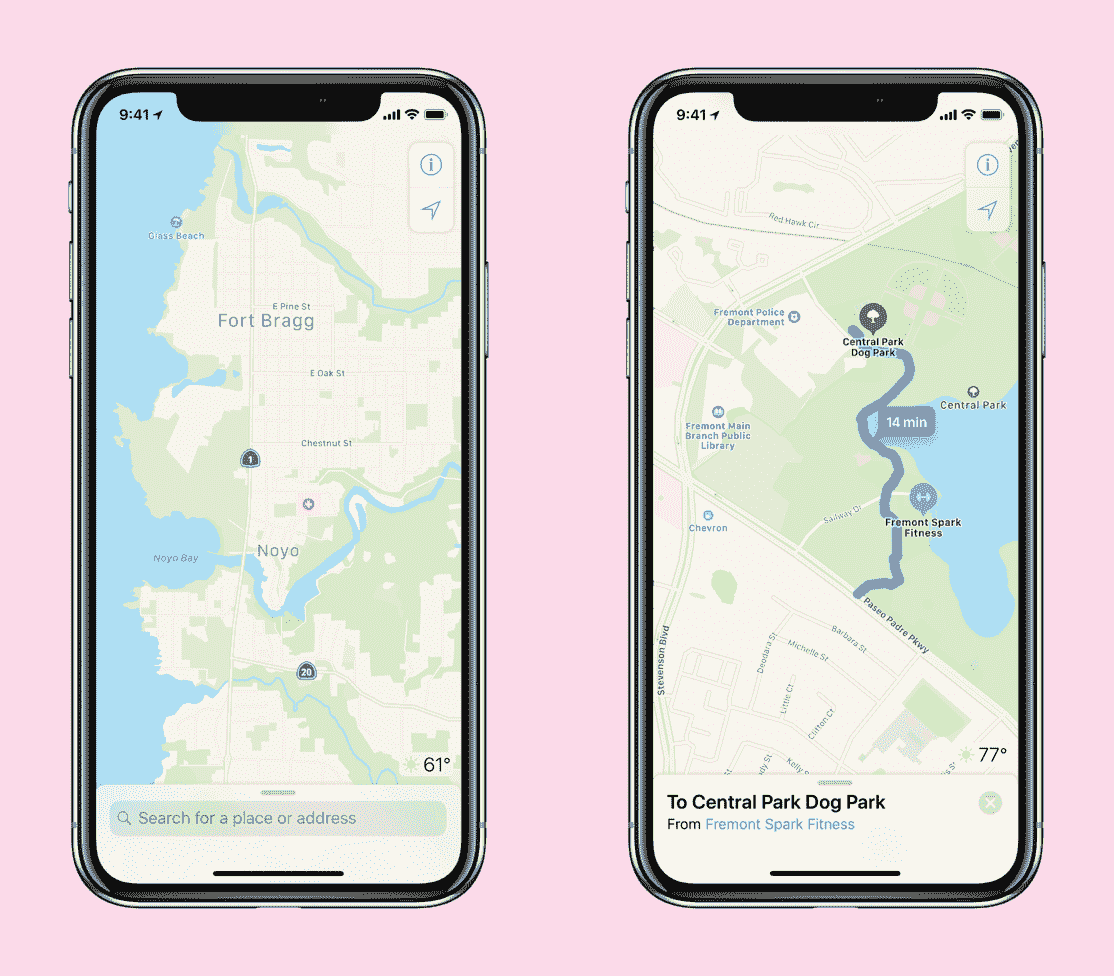 9:41
Glass Beach
E Pine St
Fort Bragg
E Oak St
Chestnut St
1
Noyo
Noyo Bay
20
61°
Search for a place or address
9:41
Red Hawk Cir
Fremont Police
Department
Central Park
Dog Park
Central Park
14 min
Fremont Main
Branch Public
Library
Fremont Spark
Fitness
Sailway Dr
Chevron
Paseo Padre Pkwy
Stevenson Blvd
Barbara St
Deodara St
Michelle St
Little Ct
Clifton Ct
77°
To Central Park Dog Park
From Fremont Spark Fitness